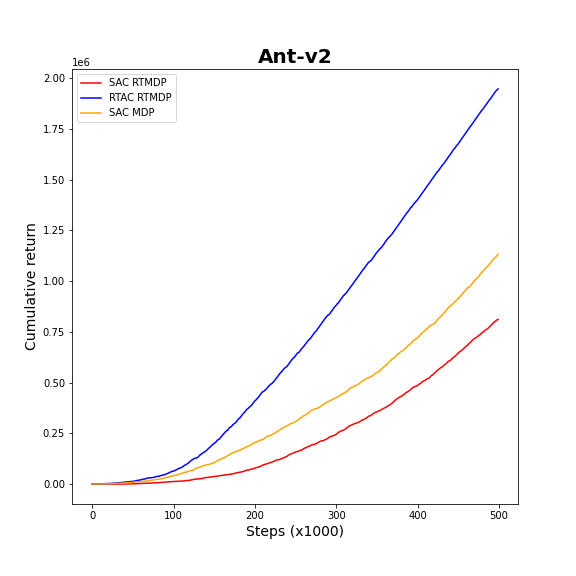 Ant-v2
1e6
SAC RTMDP
RTAC RTMDP
SAC MDP
2.00
1.75
1.50
1.25
1.00
0.75
0.50
0.25
0.00
Cumulative return
0 100 200 300 400 500
Steps (x1000)